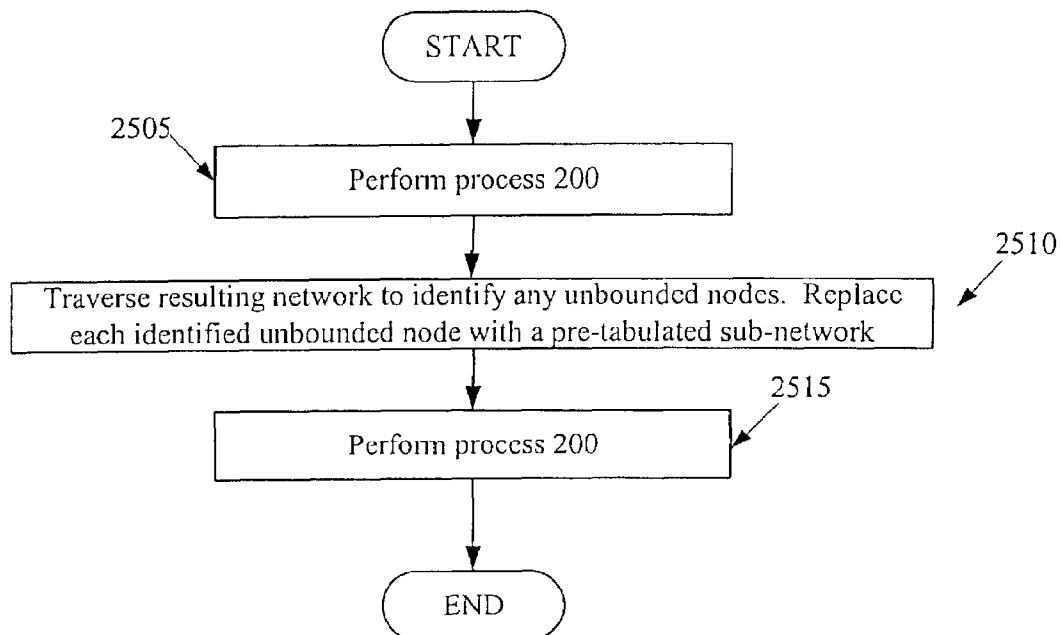 START
2505
Perform process 200
2510
Traverse resulting network to identify any unbounded nodes. Replace
each identified unbounded node with a pre-tabulated sub-network
2515
Perform process 200
END